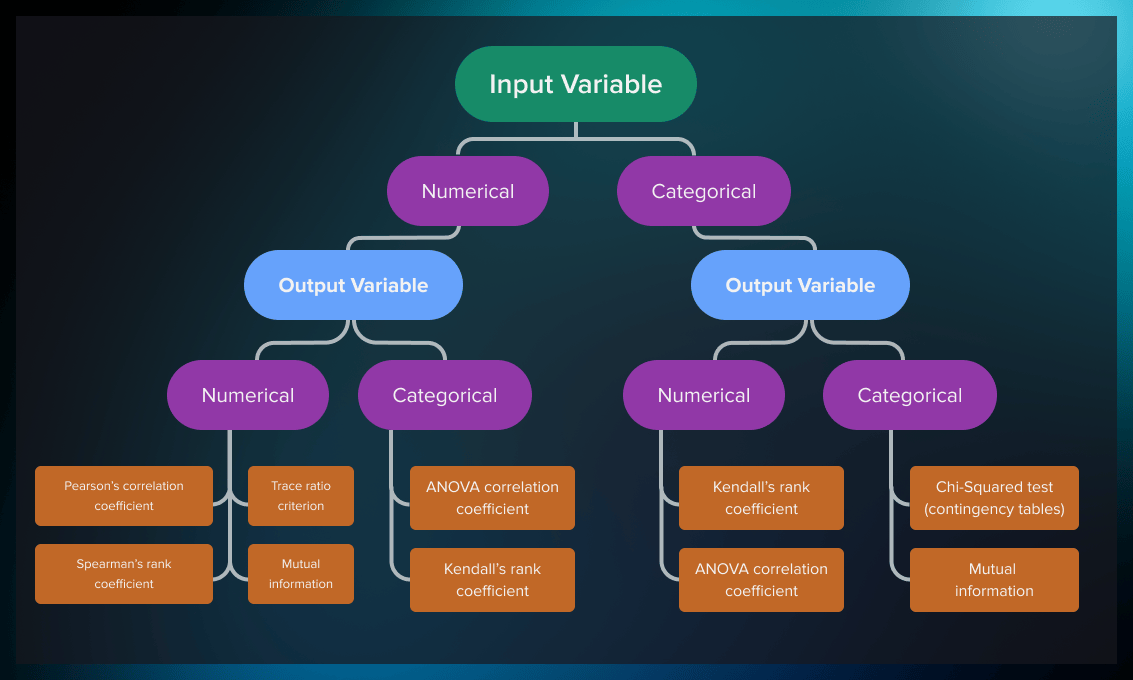 Input Variable
Numerical
Categorical
Output Variable
Output Variable
Numerical
Categorical
Numerical
Categorical
Pearson’s correlation
coefficient
Trace ratio
criterion
Spearman’s rank
coefficient
Mutual
information
ANOVA correlation
coefficient
Kendall’s rank
coefficient
Kendall’s rank
coefficient
ANOVA correlation
coefficient
Chi-Squared test
(contingency tables)
Mutual
information